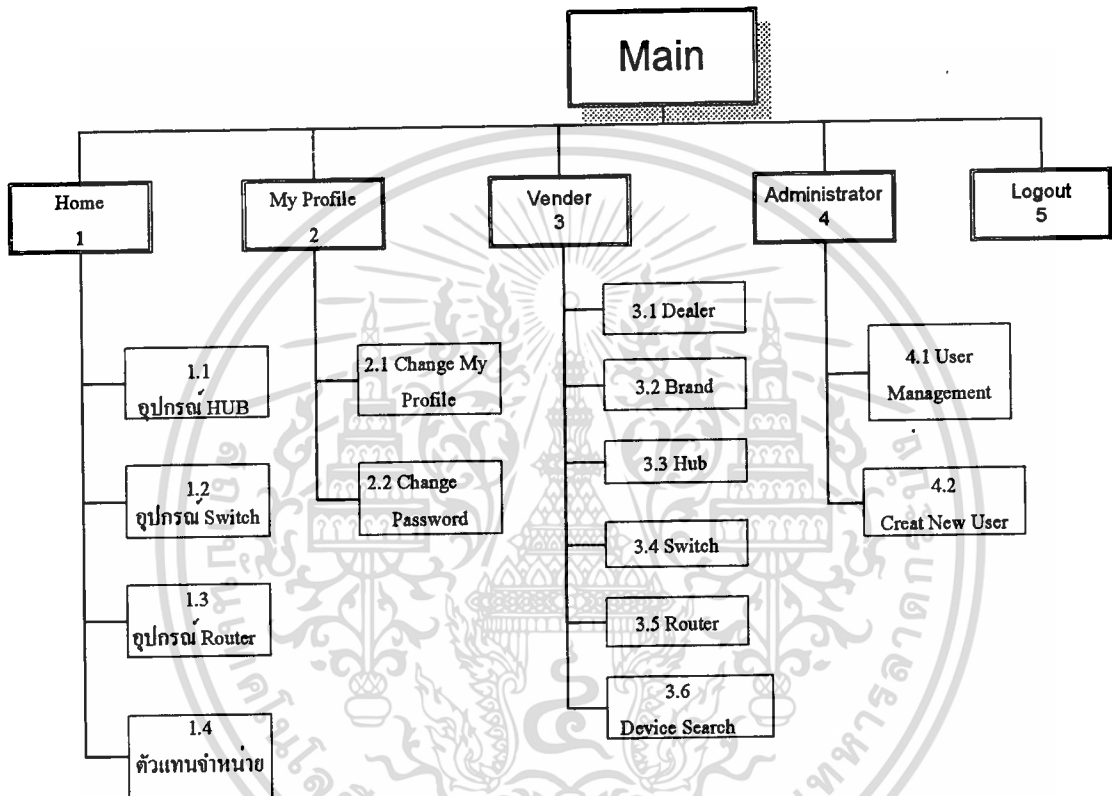 Main
Home
1
My Profile
2
Vender
3
Administrator
4
Logout
5
1.1
อุปกรณ์ HUB
1.2
อุปกรณ์ Switch
1.3
อุปกรณ์ Router
1.4
ตัวแทนจำหน่าย
2.1 Change My
Profile
2.2 Change
Password
3.1 Dealer
3.2 Brand
3.3 Hub
3.4 Switch
3.5 Router
3.6
Device Search
4.1 User
Management
4.2
Creat New User